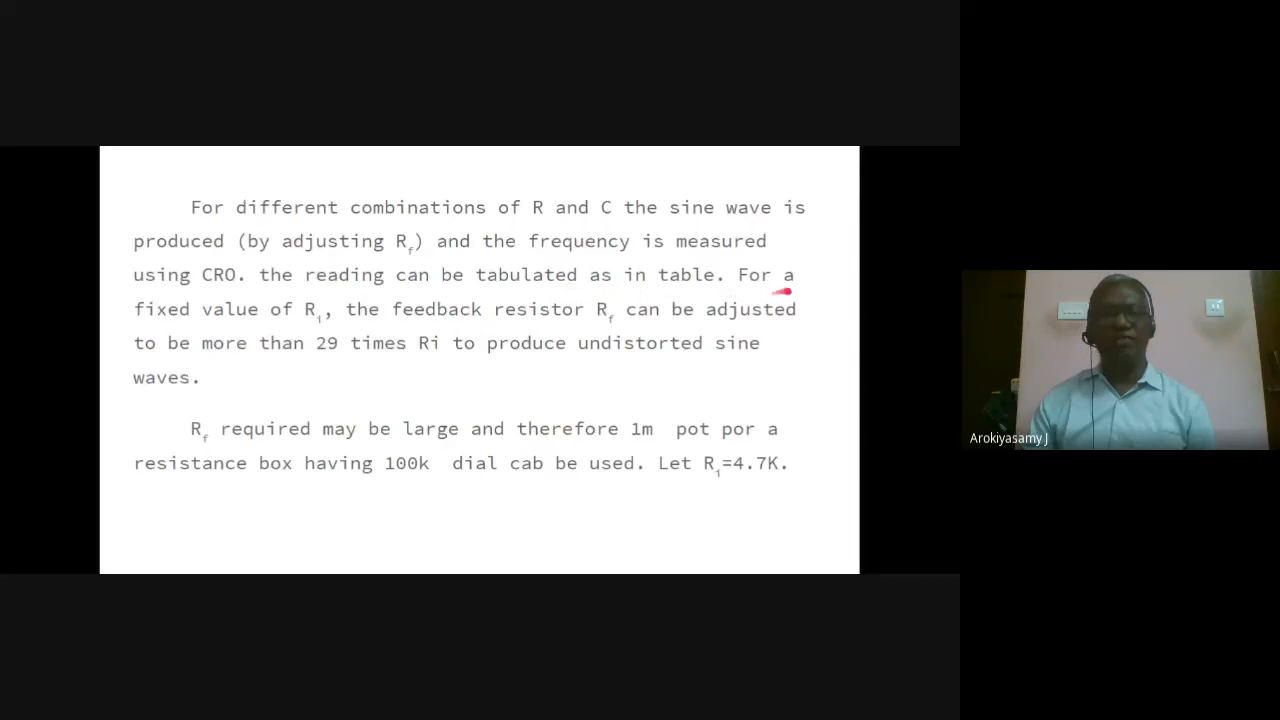 For different combinations of R and C the sine wave is
produced (by adjusting Rf) and the frequency is measured
using CRO. the reading can be tabulated as in table. For a
fixed value of Ri, the feedback resistor Rf can be adjusted
to be more than 29 times Ri to produce undistorted sine
waves.
Rf required may be large and therefore 1m pot por a
resistance box having 100k dial cab be used. Let Ri=4.7K.
Arokiyasamy J